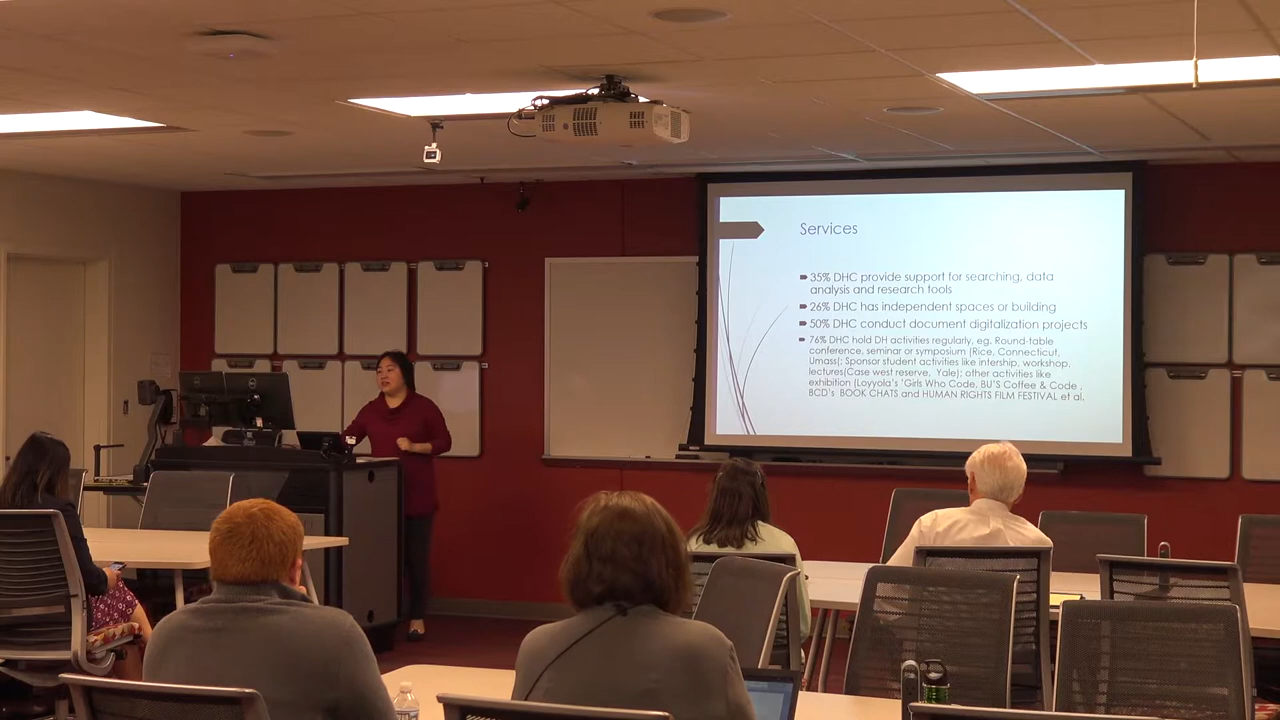 Services
35% DHC provide support for searching, data
analysis and research tools
26% DHC has independent spaces or building
50% DHC conduct document digitalization projects
76% DHC hold DH activities regularly, eg. Round-table
conference, seminar or symposium (Rice, Connecticut,
Umass(; Sponsor student activities like intership, workshop,
lectures(Case west reserve, Yale); other activities like
exhibition (Loyyola's 'Girls Who Code, BU'S Coffee & Code ,
BCD's BOOK CHATS and HUMAN RIGHTS FILM FESTIVAL et al.